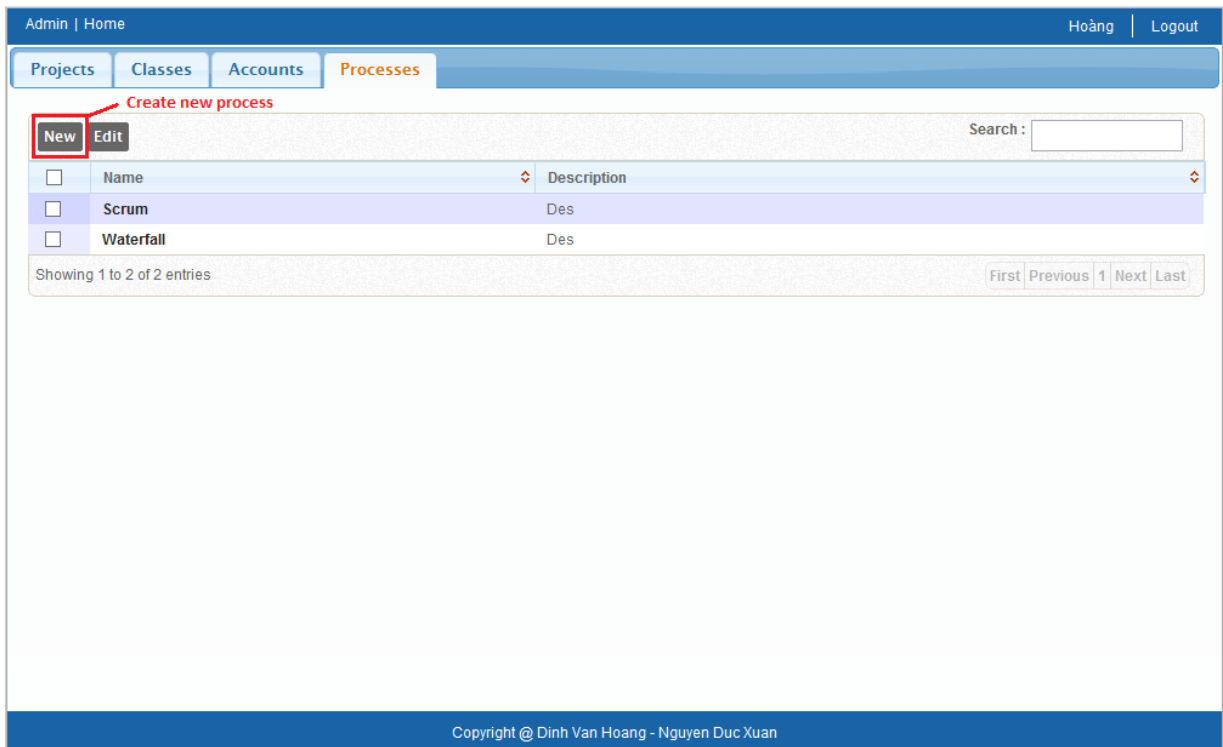 Admin | Home Hoàng Logout
Projects Classes Accounts Processes
Create new process
New Edit Search :
Name Description
Scrum Des
Waterfall Des
Showing 1 to 2 of 2 entries First Previous 1 Next Last
Copyright @ Dinh Van Hoang - Nguyen Duc Xuan